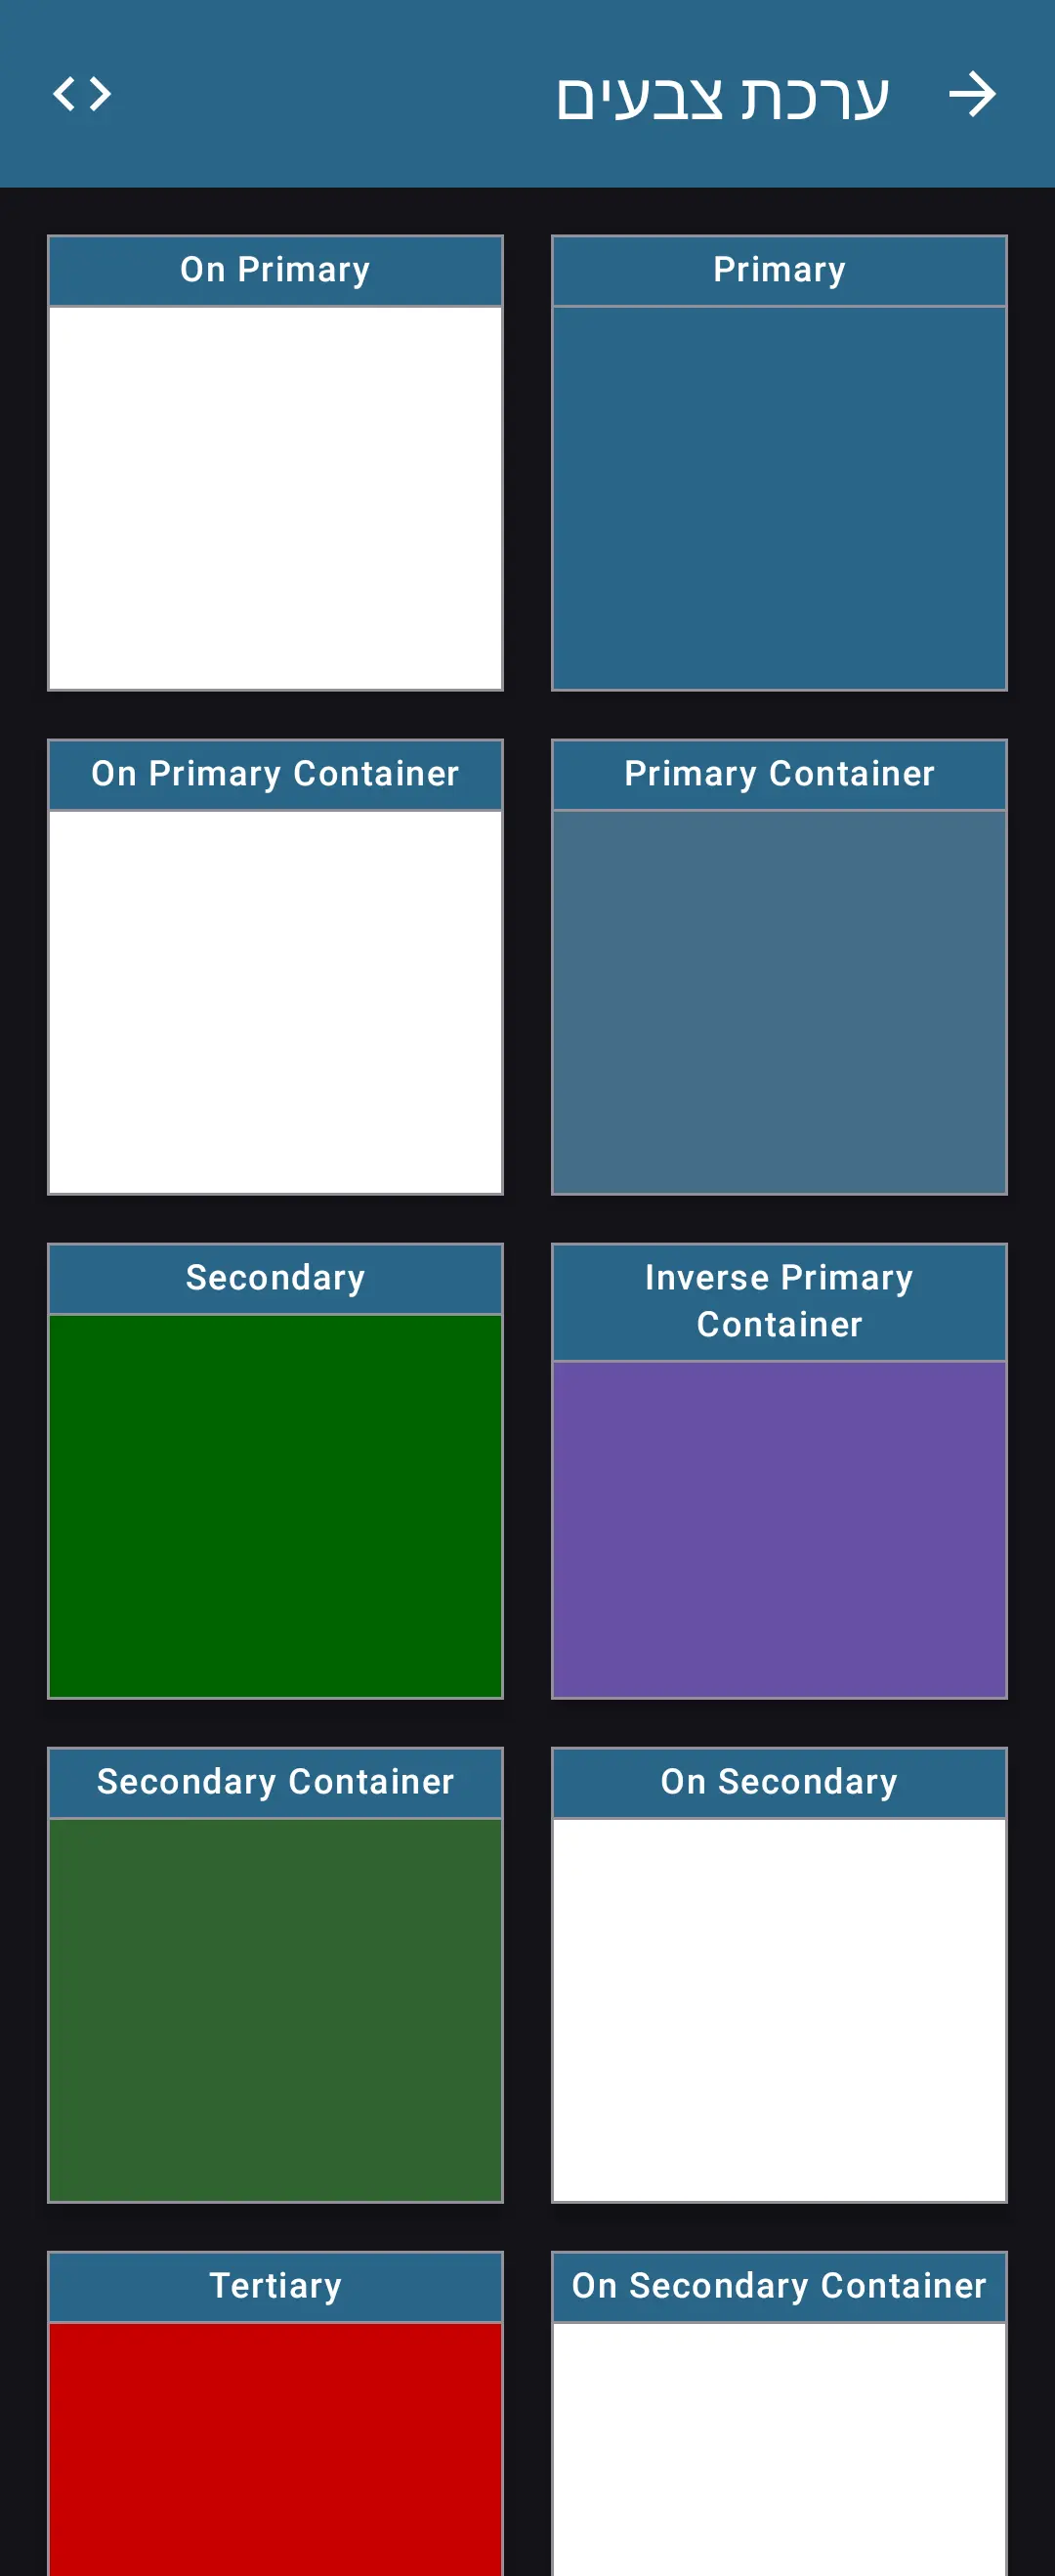 ערכת צבעים
Primary
On Primary
Primary Container
On Primary Container
Inverse Primary
Container
Secondary
On Secondary
Secondary Container
On Secondary Container
Tertiary